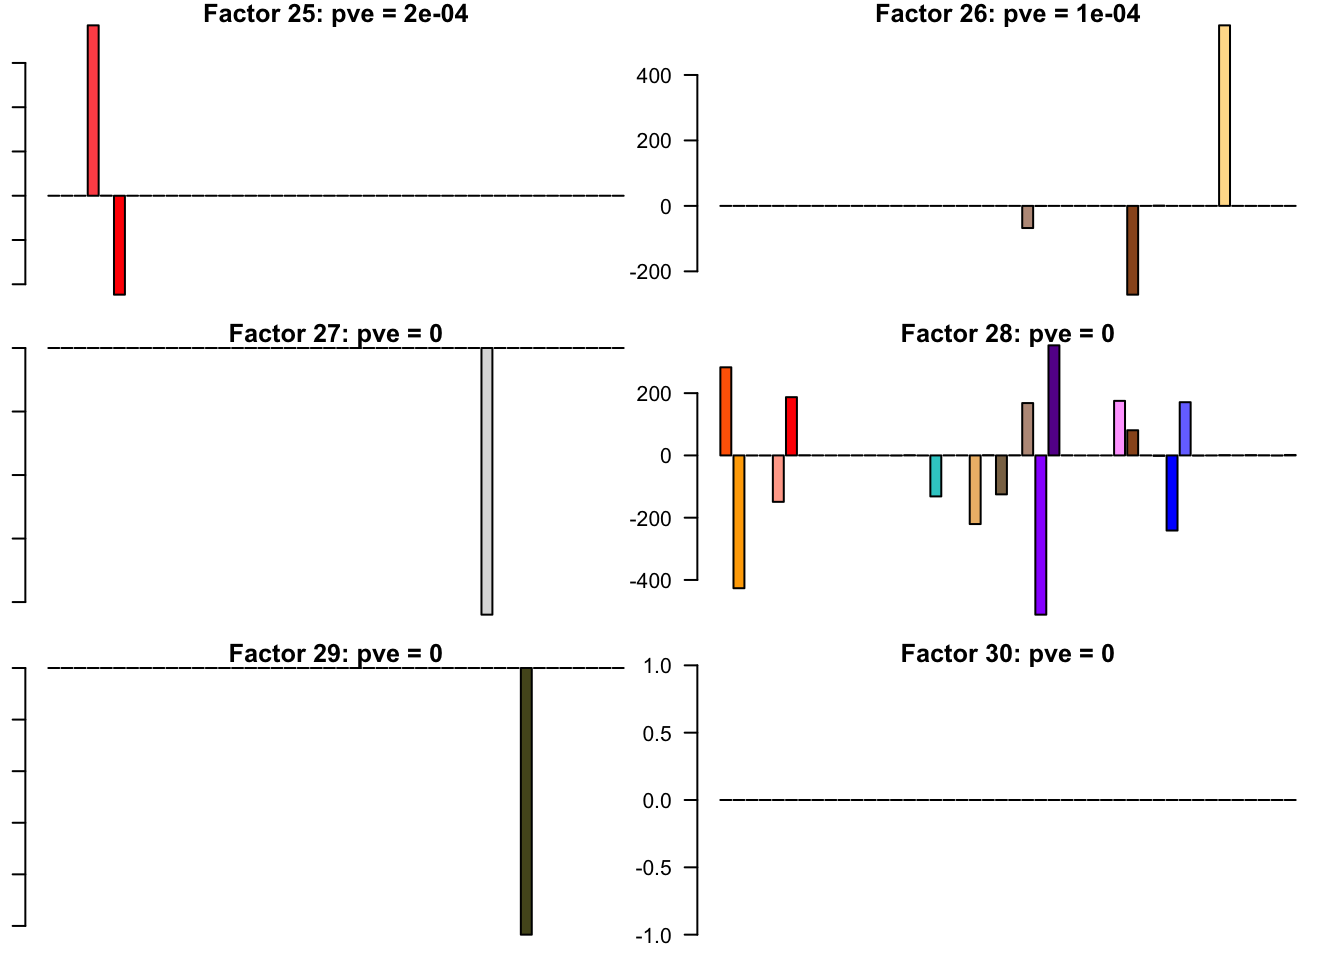 Factor 25: pve = 2e-04
Factor 26: pve = 1e-04
400
200
0
-200
Factor 27: pve = 0
Factor 28: pve = 0
200
0
-200
-400
Factor 29: pve = 0
Factor 30: pve = 0
1.0
0.5
0.0
-0.5
-1.0